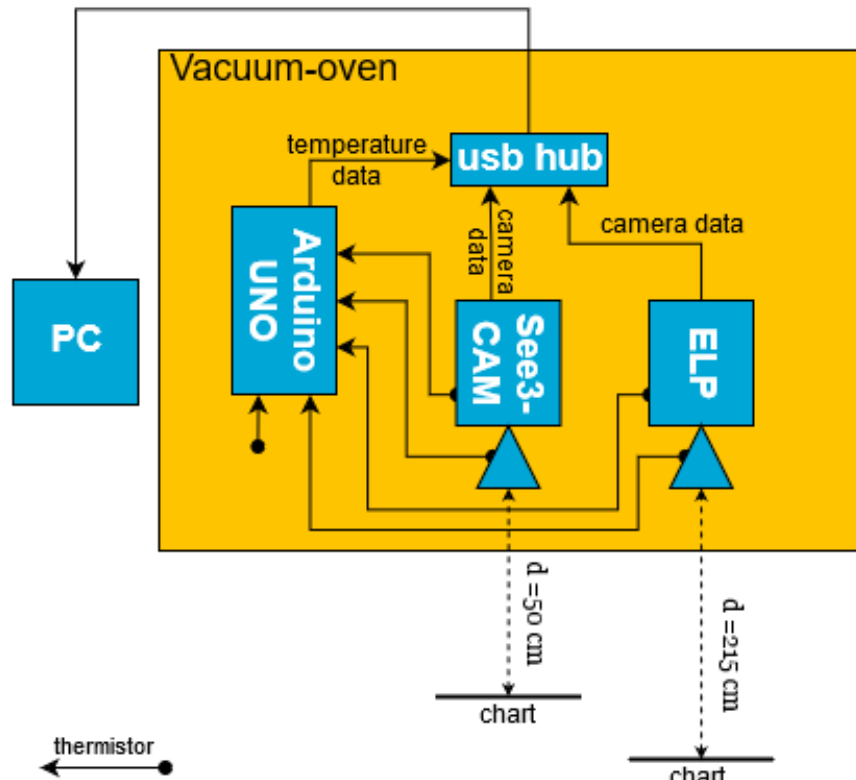 Vacuum-oven
temperature
data
usb hub
camera
data
camera data
Arduino
UNO
PC
See3-
CAM
ELP
d =50 cm
d =215 cm
chart
thermistor
chart